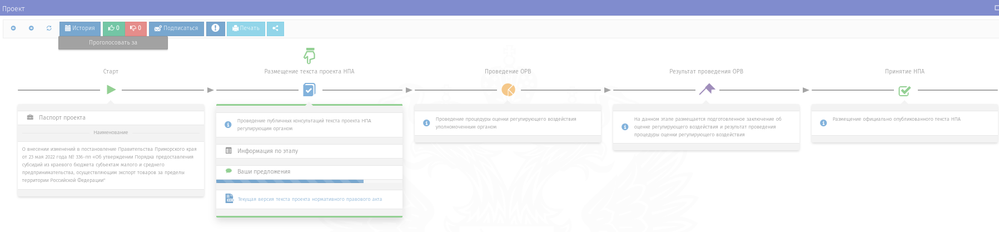 Проект
История 0 0 Подписаться Печать
Проголосовать за
Старт
Размещение текста проекта НПА
Проведение ОРВ
Результат проведения ОРВ
Принятие НПА
Паспорт проекта
Наименование
О внесении изменений в постановление Правительства Приморского края
от 23 мая 2022 года № 336-пп «Об утверждении Порядка предоставления
субсидий из краевого бюджета субъектам малого и среднего
предпринимательства, осуществляющим экспорт товаров за пределы
территории Российской Федерации"
Проведение публичных консультаций текста проекта НПА
регулирующим органом
Информация по этапу
Ваши предложения
Текущая версия текста проекта нормативного правового акта
Проведение процедуры оценки регулирующего воздействия
уполномоченным органом
На данном этапе размещается подготовленное заключение об
оценке регулирующего воздействия и результат проведения
процедуры оценки регулирующего воздействия
Размещение официально опубликованного текста НПА